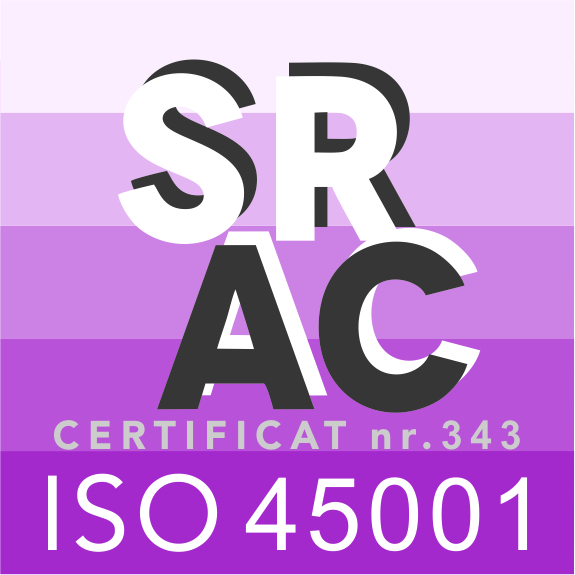 SR
AC
CERTIFICAT nr.343
ISO 45001